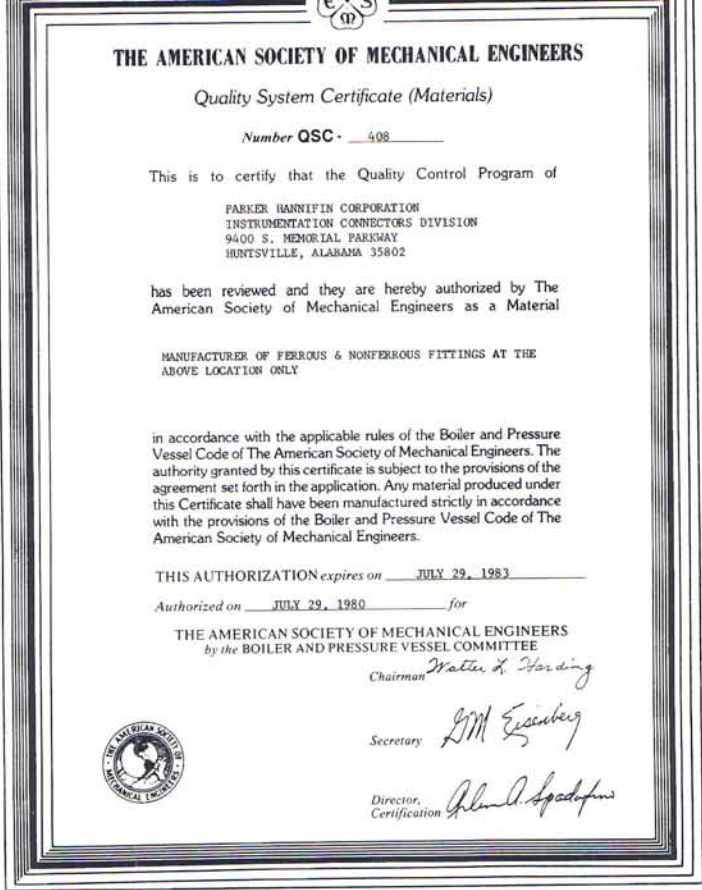 THE AMERICAN SOCIETY OF MECHANICAL ENGINEERS
Quality System Certificate (Materials)
Number QSC - 408
This is to certify that the Quality Control Program of
PARKER HANNIFIN CORPORATION
INSTRUMENTATION CONNECTORS DIVISION
9400 S. MEMORIAL PARKWAY
HUNTSVILLE, ALABAMA 35802
has been reviewed and they are hereby authorized by The
American Society of Mechanical Engineers as a Material
MANUFACTURER OF FERROUS & NONFERROUS FITTINGS AT THE
ABOVE LOCATION ONLY
in accordance with the applicable rules of the Boiler and Pressure
Vessel Code of The American Society of Mechanical Engineers. The
authority granted by this certificate is subject to the provisions of the
agreement set forth in the application. Any material produced under
this Certificate shall have been manufactured strictly in accordance
with the provisions of the Boiler and Pressure Vessel Code of The
American Society of Mechanical Engineers.
THIS AUTHORIZATION expires on JULY 29, 1983
Authorized on JULY 29, 1980 for
THE AMERICAN SOCIETY OF MECHANICAL ENGINEERS
by the BOILER AND PRESSURE VESSEL COMMITTEE
Chairman Walter L. Harding
Secretary GM Eisenberg
Director,
Certification
THE AMERICAN SOCIETY OF
MECHANICAL ENGINEERS